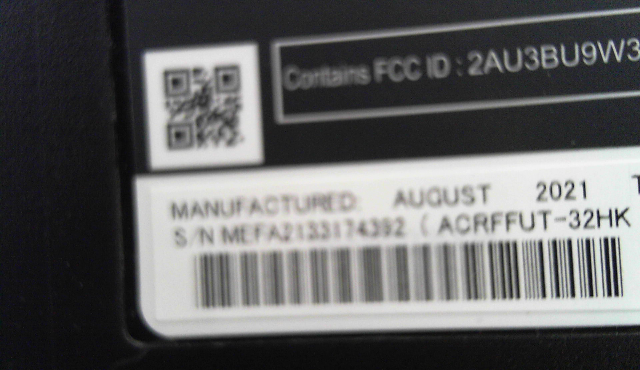 Contains FCC ID : 2AU3BU9W3
MANUFACTURED: AUGUST 2021 T
S/N MEFA2133174392 ( ACRFFUT-32HK